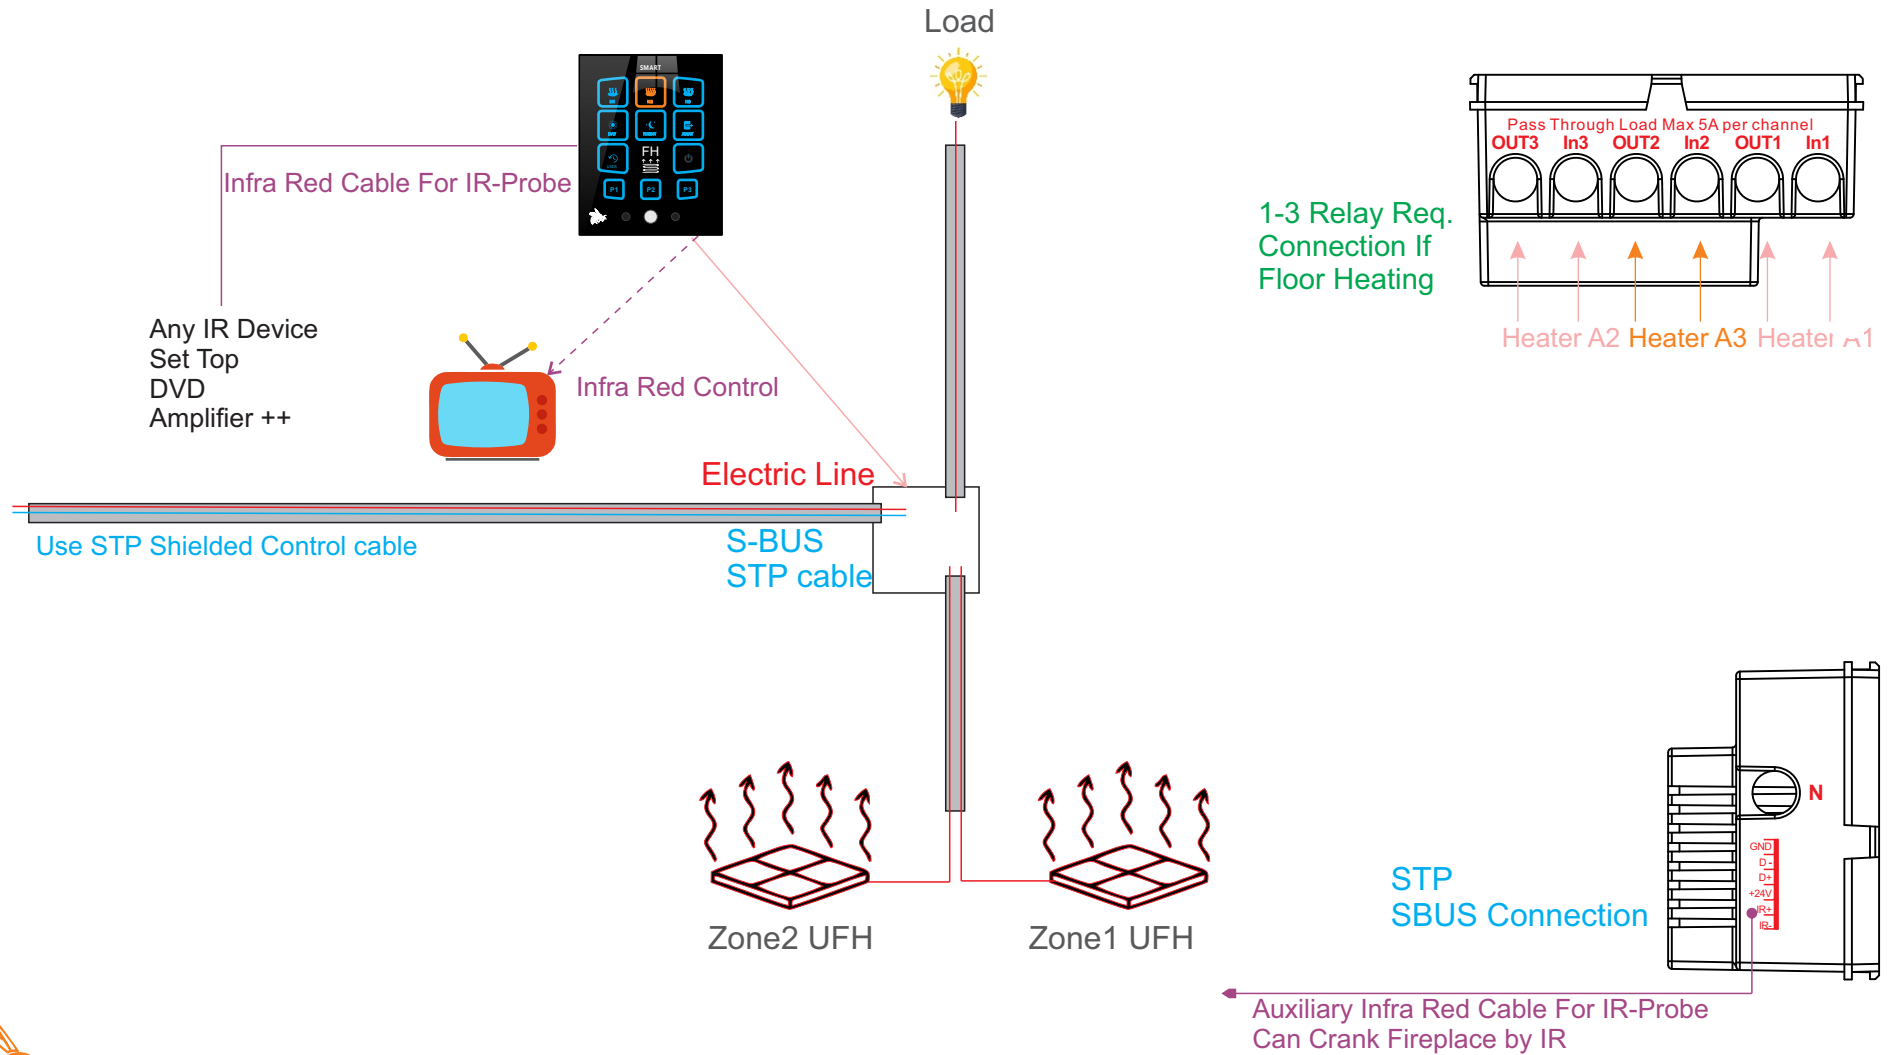 Load
SMART
FH
P1 P2 P3
Infra Red Cable For IR-Probe
Any IR Device
Set Top
DVD
Amplifier ++
Infra Red Control
Electric Line
Use STP Shielded Control cable
S-BUS
STP cable
Zone2 UFH
Zone1 UFH
Pass Through Load Max 5A per channel
OUT3 In3 OUT2 In2 OUT1 In1
1-3 Relay Req.
Connection If
Floor Heating
Heater A2 Heater A3 Heater A1
N
GND
D -
D+
+24V
IR+
IR-
STP
SBUS Connection
Auxiliary Infra Red Cable For IR-Probe
Can Crank Fireplace by IR